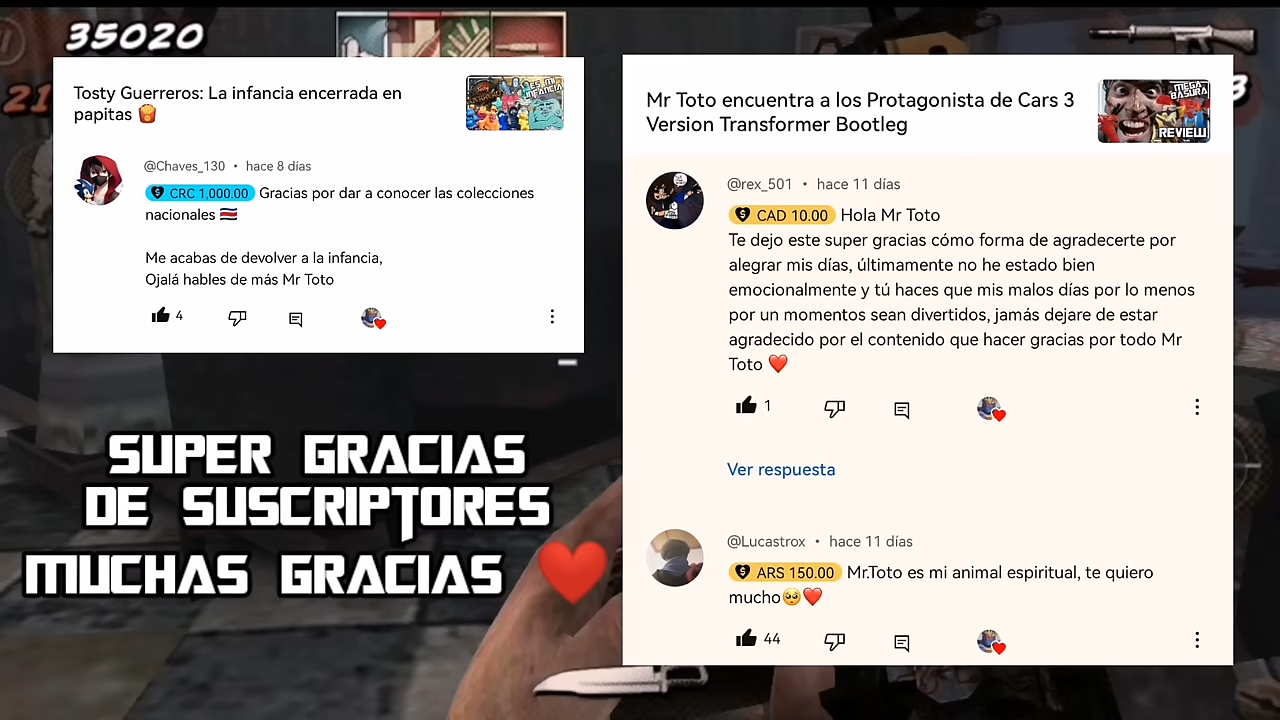 35020
21
3
Tosty Guerreros: La infancia encerrada en
papitas 🍟
@Chaves_130 • hace 8 días
CRC 1,000.00 Gracias por dar a conocer las colecciones
nacionales 🇨🇷
Me acabas de devolver a la infancia,
Ojalá hables de más Mr Toto
4
SUPER GRACIAS
DE SUSCRIPTORES
MUCHAS GRACIAS ❤️
Mr Toto encuentra a los Protagonista de Cars 3
Version Transformer Bootleg
MEGA
BASURA
REVIEW
@rex_501 • hace 11 días
CAD 10.00 Hola Mr Toto
Te dejo este super gracias cómo forma de agradecerte por
alegrar mis días, últimamente no he estado bien
emocionalmente y tú haces que mis malos días por lo menos
por un momentos sean divertidos, jamás dejare de estar
agradecido por el contenido que hacer gracias por todo Mr
Toto ❤️
1
Ver respuesta
@Lucastrox • hace 11 días
ARS 150.00 Mr.Toto es mi animal espiritual, te quiero
mucho🥺❤️
44